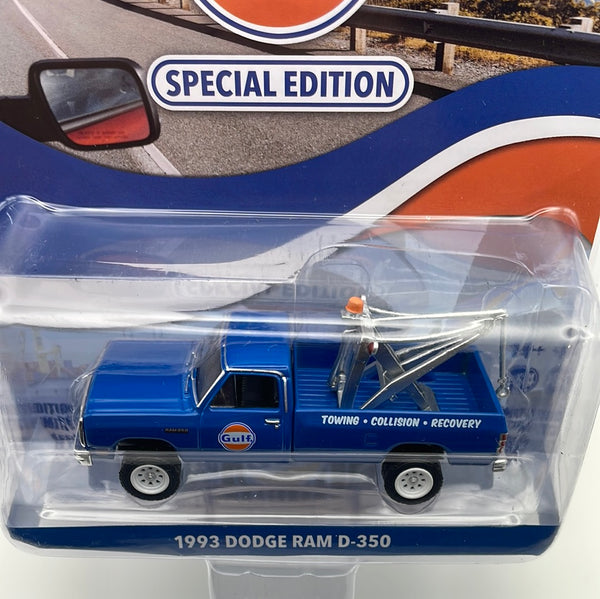 SPECIAL EDITION
Gulf
TOWING • COLLISION • RECOVERY
1993 DODGE RAM D-350